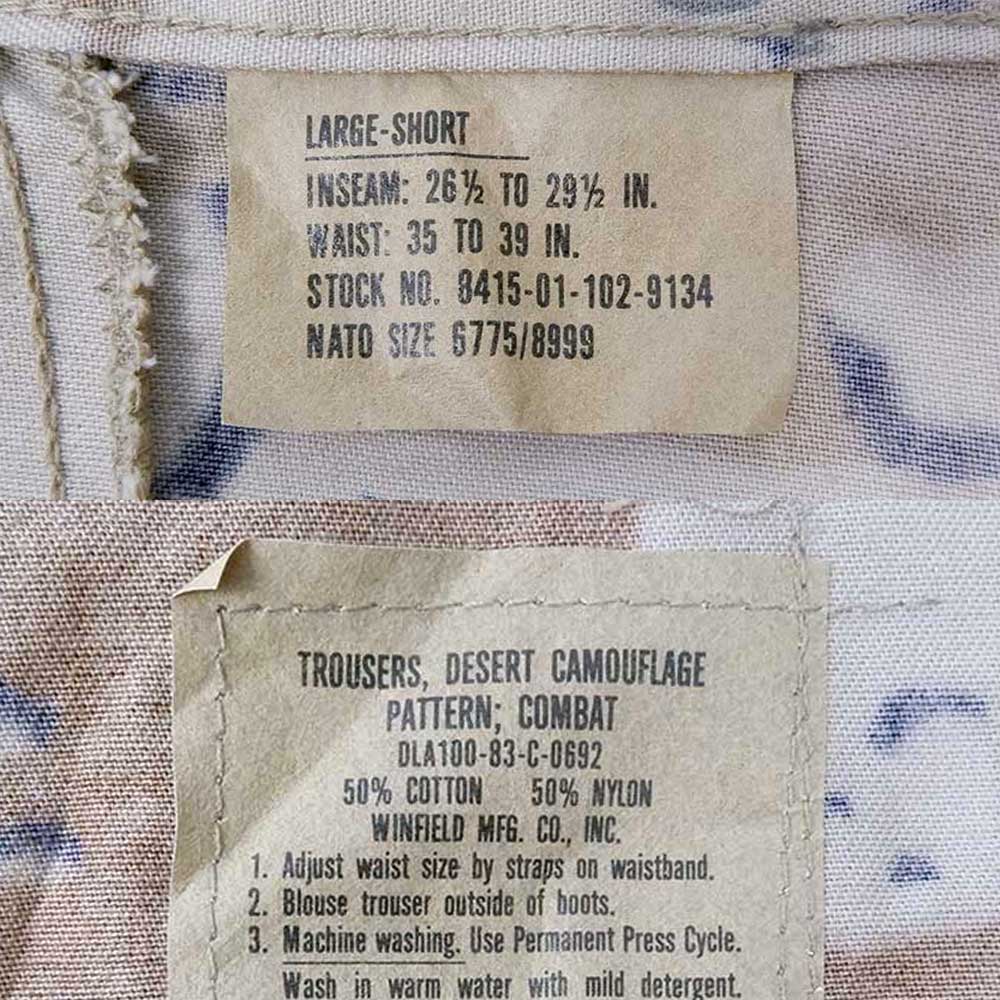 LARGE-SHORT
INSEAM: 26½ TO 29½ IN.
WAIST: 35 TO 39 IN.
STOCK NO. 8415-01-102-9134
NATO SIZE 6775/8999
TROUSERS, DESERT CAMOUFLAGE
PATTERN; COMBAT
DLA100-83-C-0692
50% COTTON 50% NYLON
WINFIELD MFG. CO., INC.
1. Adjust waist size by straps on waistband.
2. Blouse trouser outside of boots.
3. Machine washing. Use Permanent Press Cycle.
Wash in warm water with mild detergent.